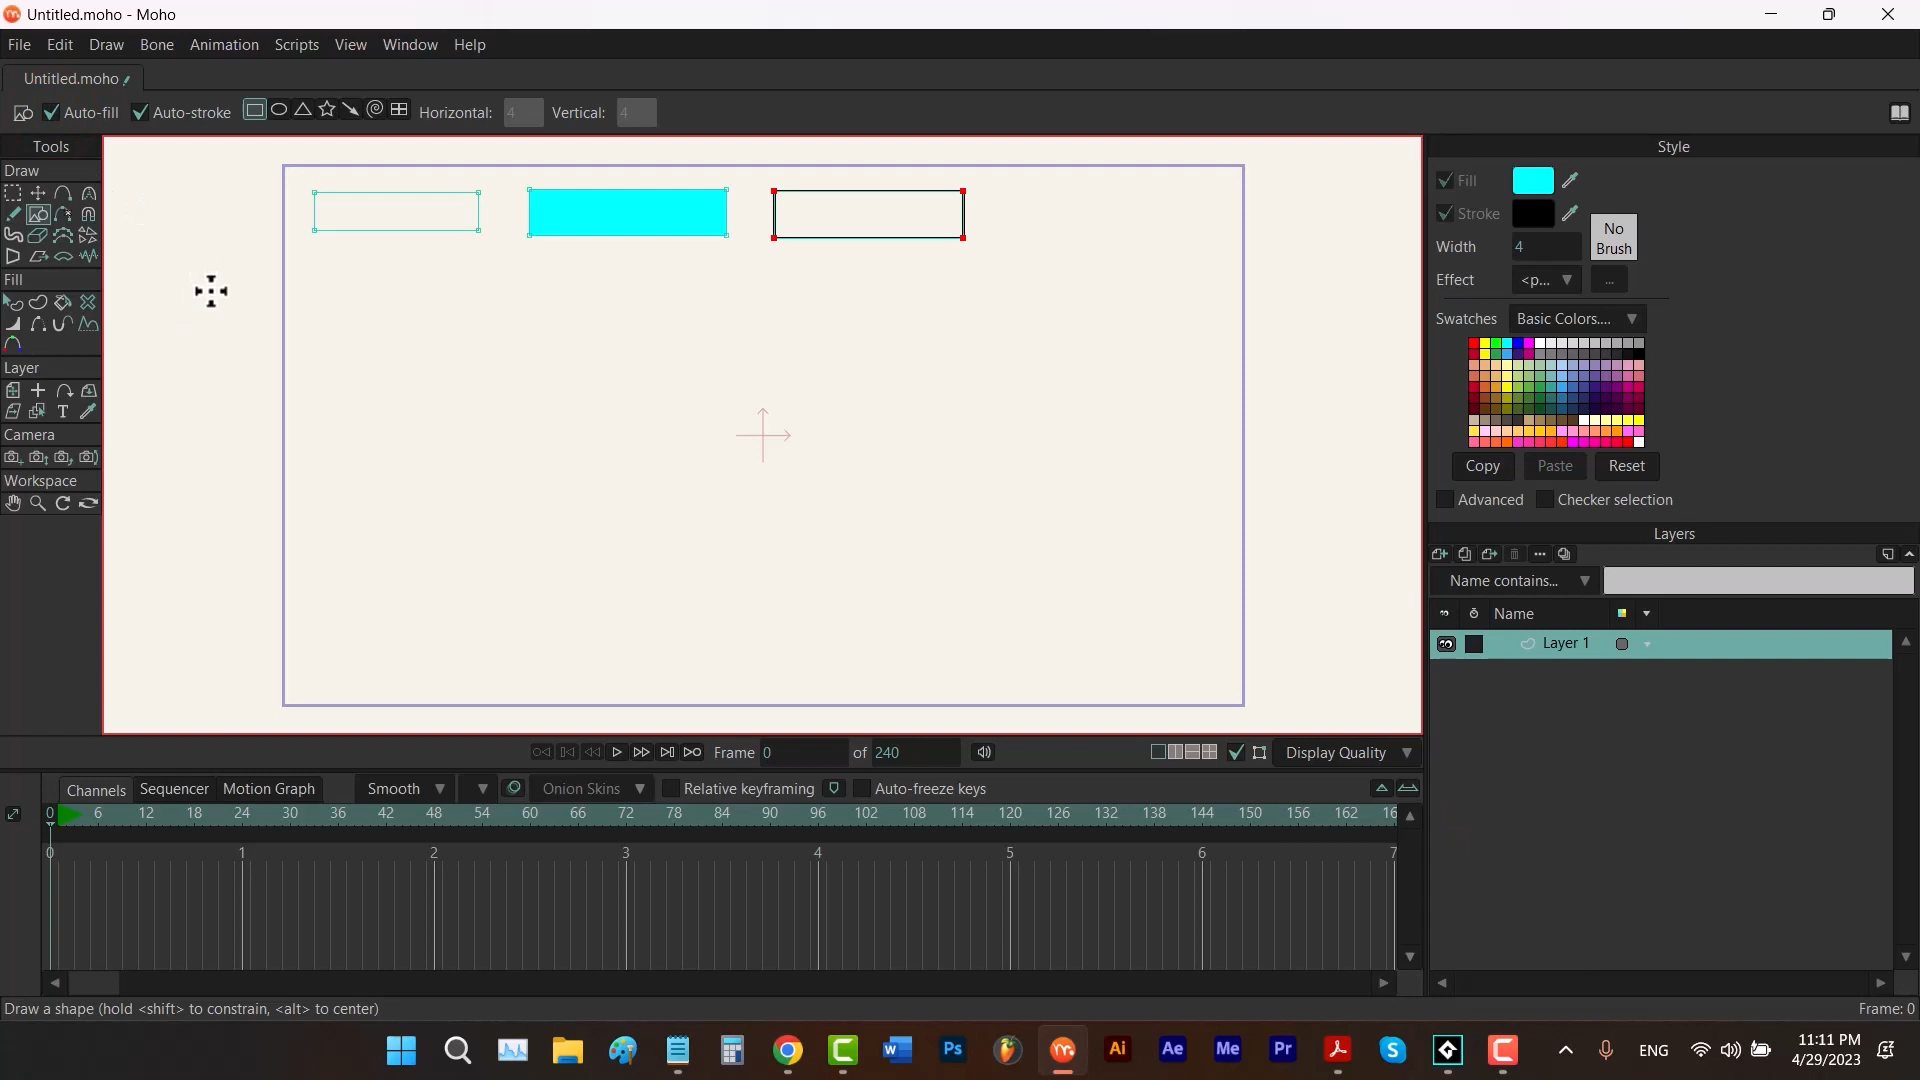 Untitled.moho - Moho
File Edit Draw Bone Animation Scripts View Window Help
Untitled.moho
Auto-fill Auto-stroke Horizontal: 4 Vertical: 4
Tools
Draw
Fill
Layer
Camera
Workspace
Style
Fill
Stroke
No
Brush
Width 4
Effect <p... ...
Swatches Basic Colors....
Copy Paste Reset
Advanced Checker selection
Layers
Name contains...
Name
Layer 1
Frame 0 of 240 Display Quality
Channels Sequencer Motion Graph Smooth Onion Skins Relative keyframing Auto-freeze keys
0 6 12 18 24 30 36 42 48 54 60 66 72 78 84 90 96 102 108 114 120 126 132 138 144 150 156 162 16
0 1 2 3 4 5 6 7
Draw a shape (hold <shift> to constrain, <alt> to center) Frame: 0
Ps Ai Ae Me Pr
ENG
11:11 PM
4/29/2023